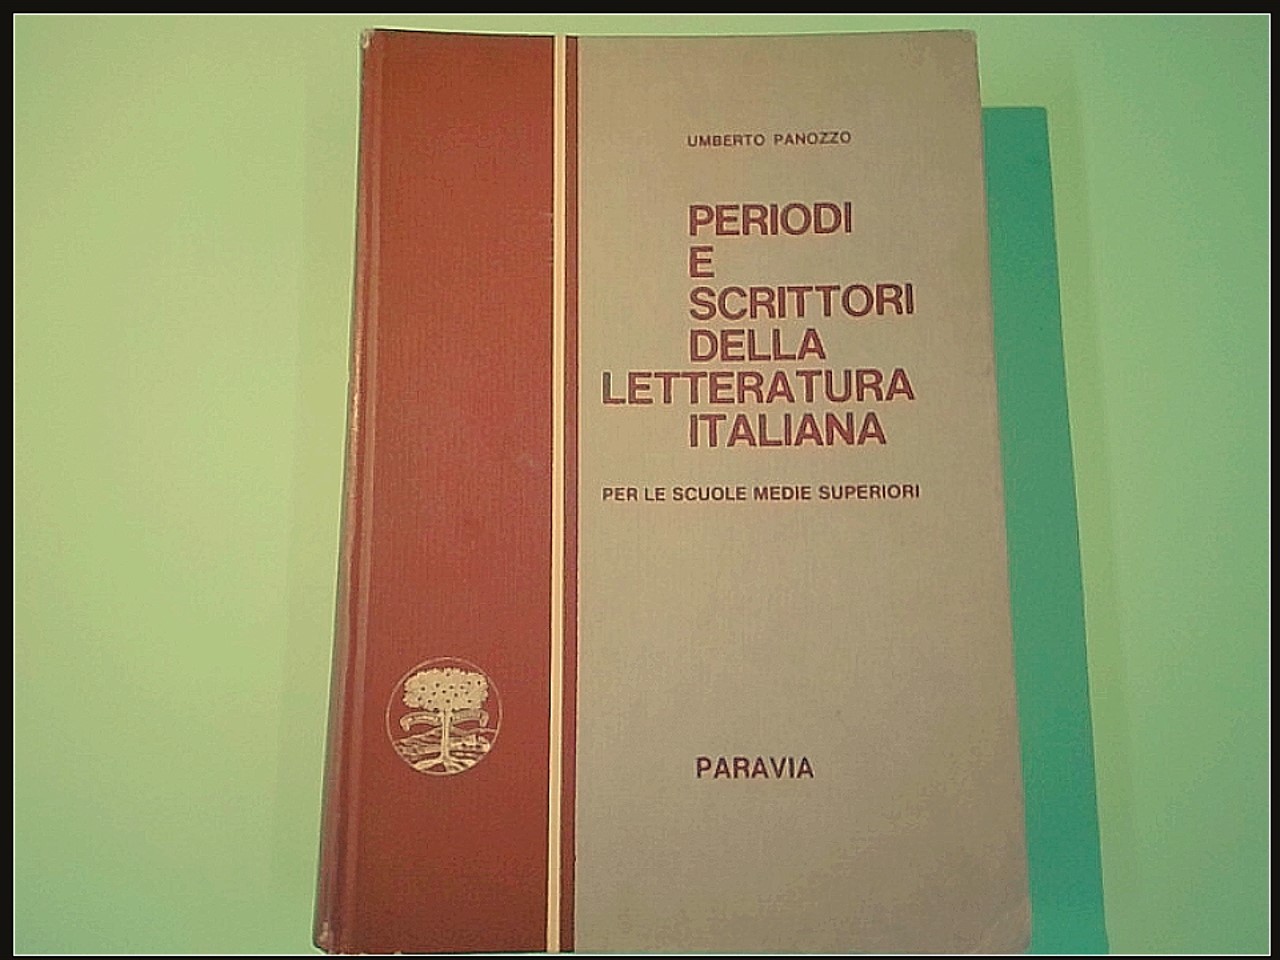 UMBERTO PANOZZO
PERIODI
E
SCRITTORI
DELLA
LETTERATURA
ITALIANA
PER LE SCUOLE MEDIE SUPERIORI
PARAVIA